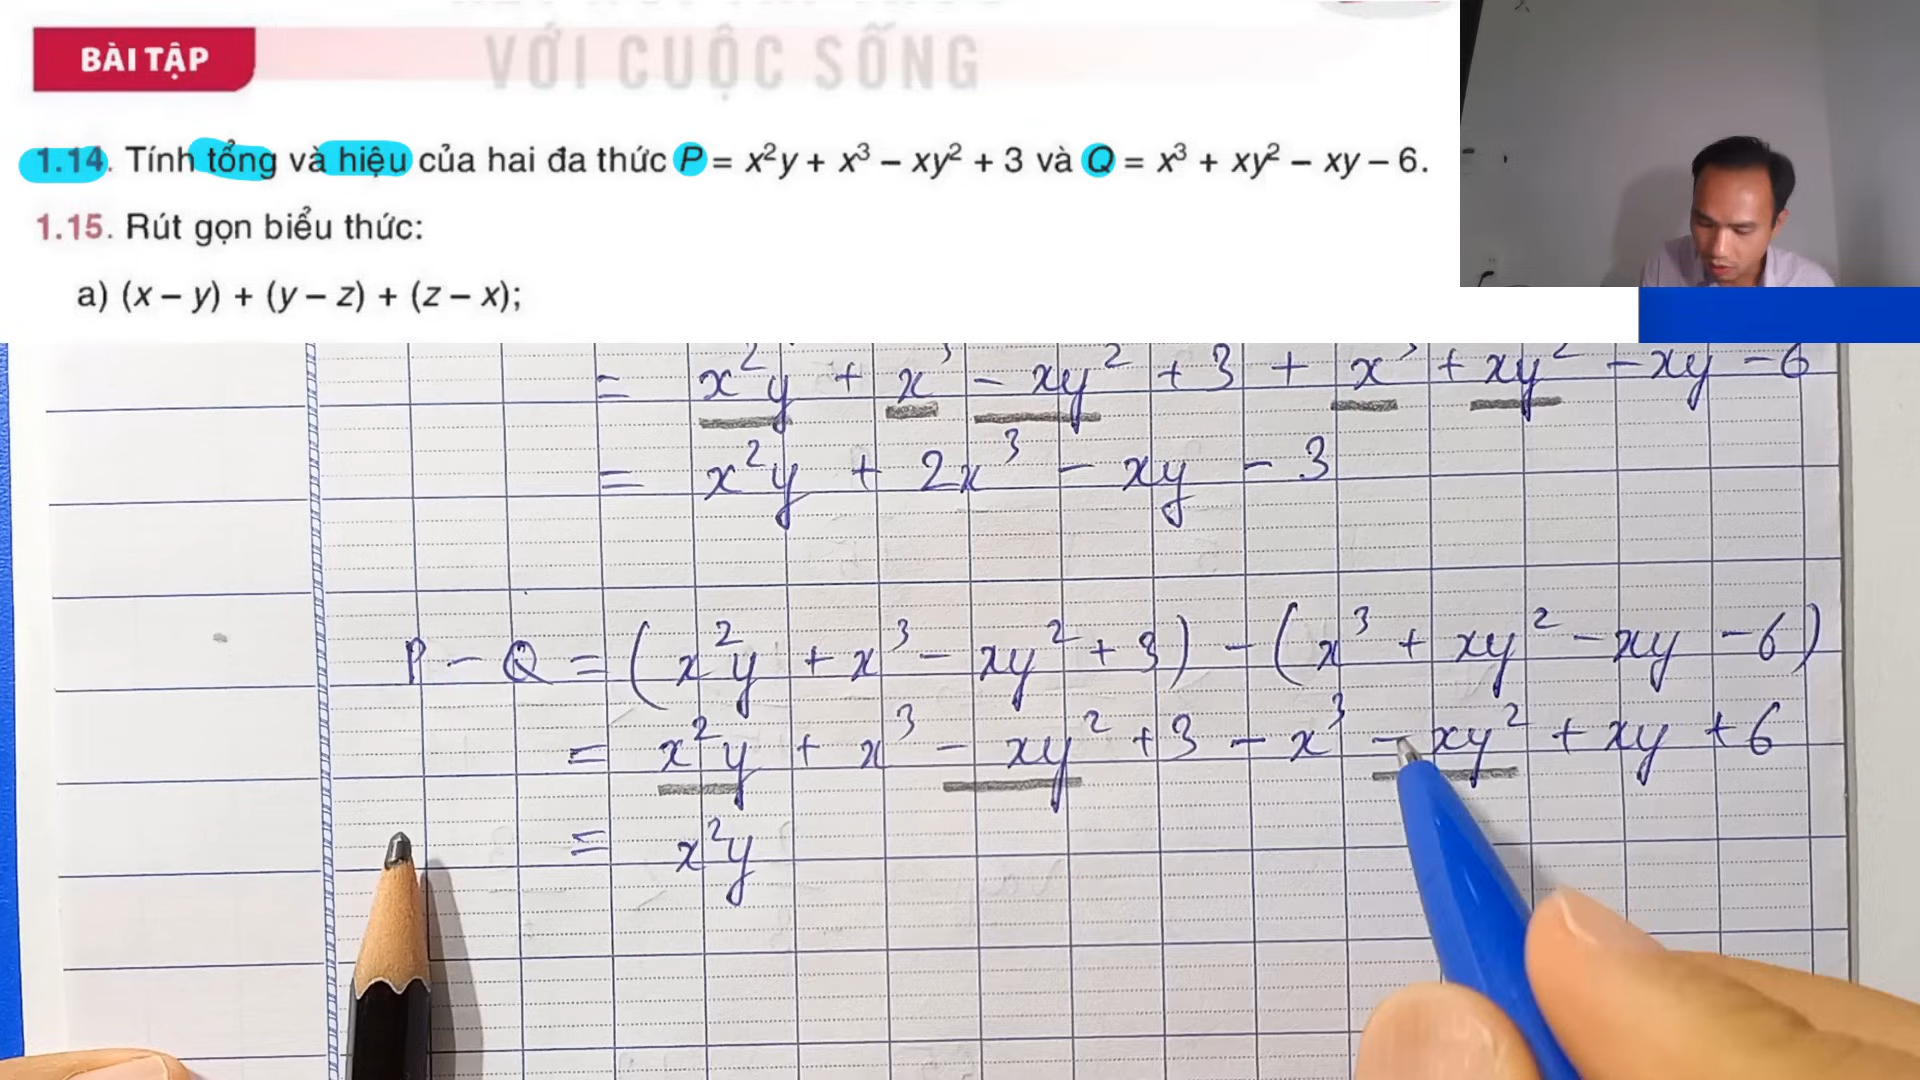 VỚI CUỘC SỐNG
BÀI TẬP
1.14. Tính tổng và hiệu của hai đa thức P = x²y + x³ – xy² + 3 và Q = x³ + xy² – xy – 6.
1.15. Rút gọn biểu thức:
a) (x – y) + (y – z) + (z – x);
= x²y + x³ - xy² + 3 + x³ + xy² - xy - 6
= x²y + 2x³ - xy - 3
P - Q = (x²y + x³ - xy² + 3) - (x³ + xy² - xy - 6)
= x²y + x³ - xy² + 3 - x³ - xy² + xy + 6
= x²y